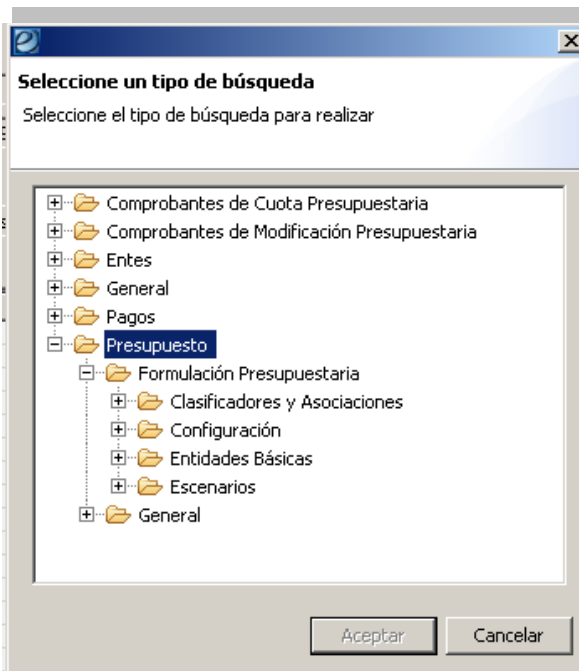 Seleccione un tipo de búsqueda
Seleccione el tipo de búsqueda para realizar
Comprobantes de Cuota Presupuestaria
Comprobantes de Modificación Presupuestaria
Entes
General
Pagos
Presupuesto
Formulación Presupuestaria
Clasificadores y Asociaciones
Configuración
Entidades Básicas
Escenarios
General
Aceptar Cancelar